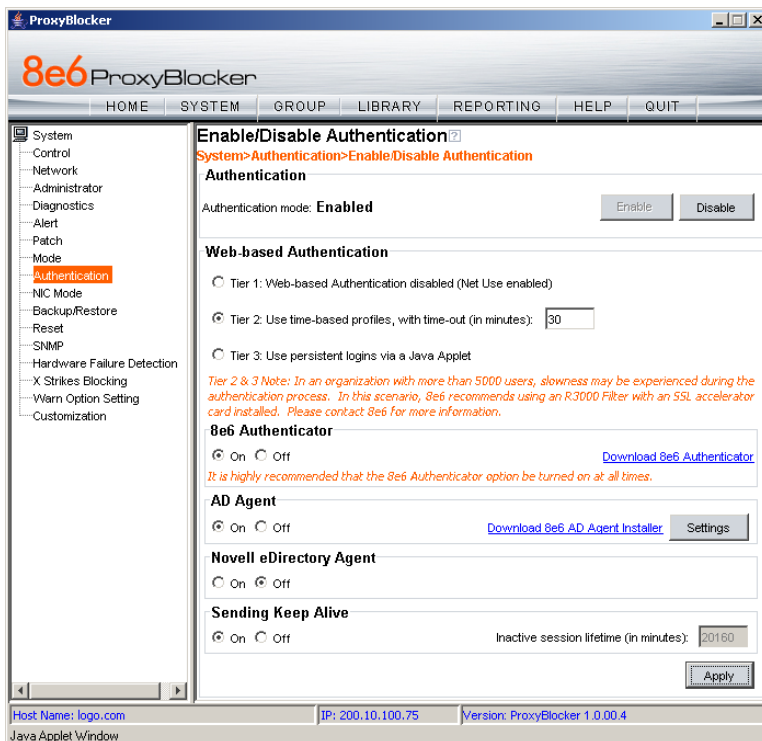 ProxyBlocker
8e6 ProxyBlocker
HOME SYSTEM GROUP LIBRARY REPORTING HELP QUIT
System
Control
Network
Administrator
Diagnostics
Alert
Patch
Mode
Authentication
NIC Mode
Backup/Restore
Reset
SNMP
Hardware Failure Detection
X Strikes Blocking
Warn Option Setting
Customization
Enable/Disable Authentication ?
System>Authentication>Enable/Disable Authentication
Authentication
Authentication mode: Enabled Enable Disable
Web-based Authentication
Tier 1: Web-based Authentication disabled (Net Use enabled)
Tier 2: Use time-based profiles, with time-out (in minutes): 30
Tier 3: Use persistent logins via a Java Applet
Tier 2 & 3 Note: In an organization with more than 5000 users, slowness may be experienced during the
authentication process. In this scenario, 8e6 recommends using an R3000 Filter with an SSL accelerator
card installed. Please contact 8e6 for more information.
8e6 Authenticator
On Off Download 8e6 Authenticator
It is highly recommended that the 8e6 Authenticator option be turned on at all times.
AD Agent
On Off Download 8e6 AD Agent Installer Settings
Novell eDirectory Agent
On Off
Sending Keep Alive
On Off Inactive session lifetime (in minutes): 20160
Apply
Host Name: logo.com IP: 200.10.100.75 Version: ProxyBlocker 1.0.00.4
Java Applet Window